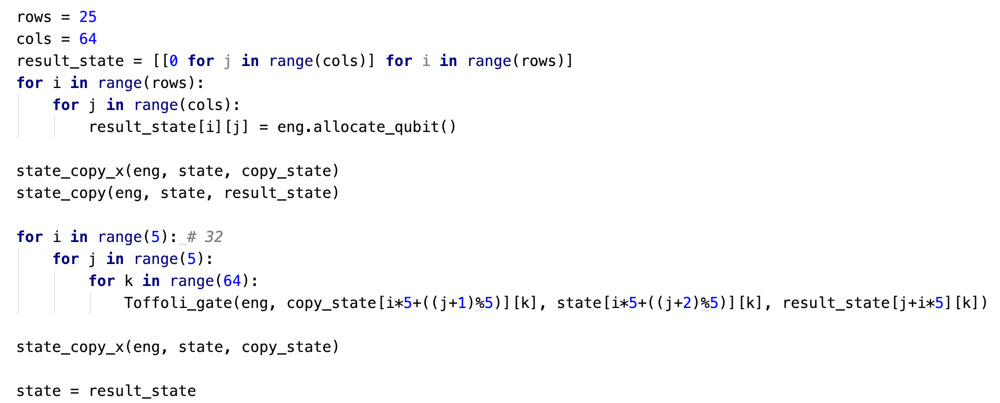 rows = 25
cols = 64
result_state = [[0 for j in range(cols)] for i in range(rows)]
for i in range(rows):
    for j in range(cols):
        result_state[i][j] = eng.allocate_qubit()

state_copy_x(eng, state, copy_state)
state_copy(eng, state, result_state)

for i in range(5): # 32
    for j in range(5):
        for k in range(64):
            Toffoli_gate(eng, copy_state[i*5+((j+1)%5)][k], state[i*5+((j+2)%5)][k], result_state[j+i*5][k])

state_copy_x(eng, state, copy_state)

state = result_state